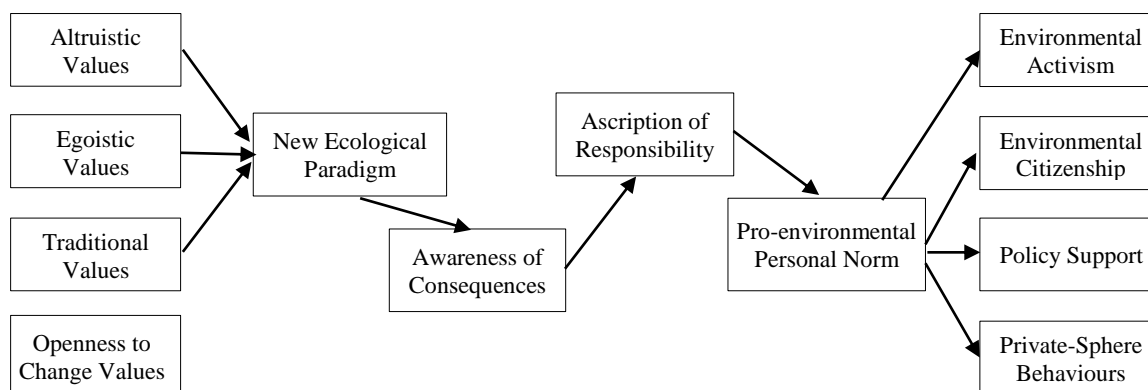 Altruistic
Values
Egoistic
Values
Traditional
Values
Openness to
Change Values
New Ecological
Paradigm
Awareness of
Consequences
Ascription of
Responsibility
Pro-environmental
Personal Norm
Environmental
Activism
Environmental
Citizenship
Policy Support
Private-Sphere
Behaviours